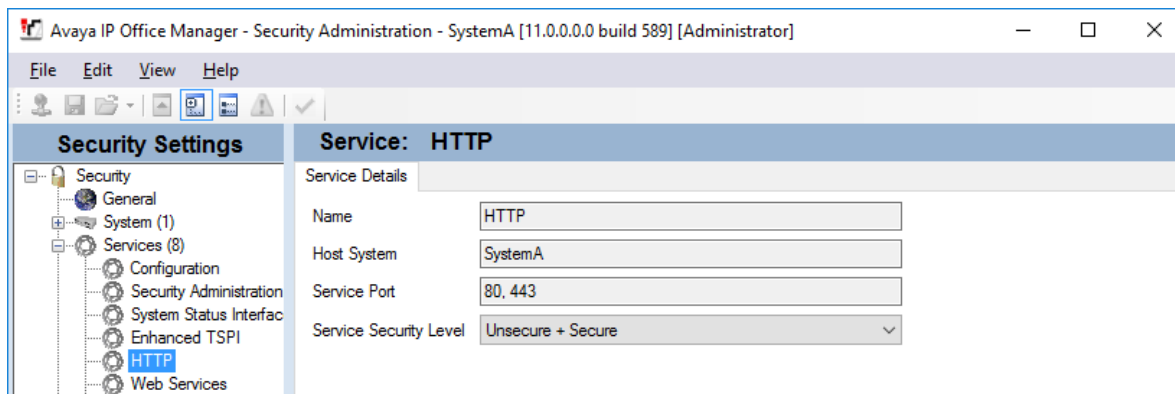 Avaya IP Office Manager - Security Administration - SystemA [11.0.0.0.0 build 589] [Administrator]
File Edit View Help
Security Settings
Service: HTTP
Security
General
System (1)
Services (8)
Configuration
Security Administration
System Status Interfac
Enhanced TSPI
HTTP
Web Services
Service Details
Name HTTP
Host System SystemA
Service Port 80, 443
Service Security Level Unsecure + Secure